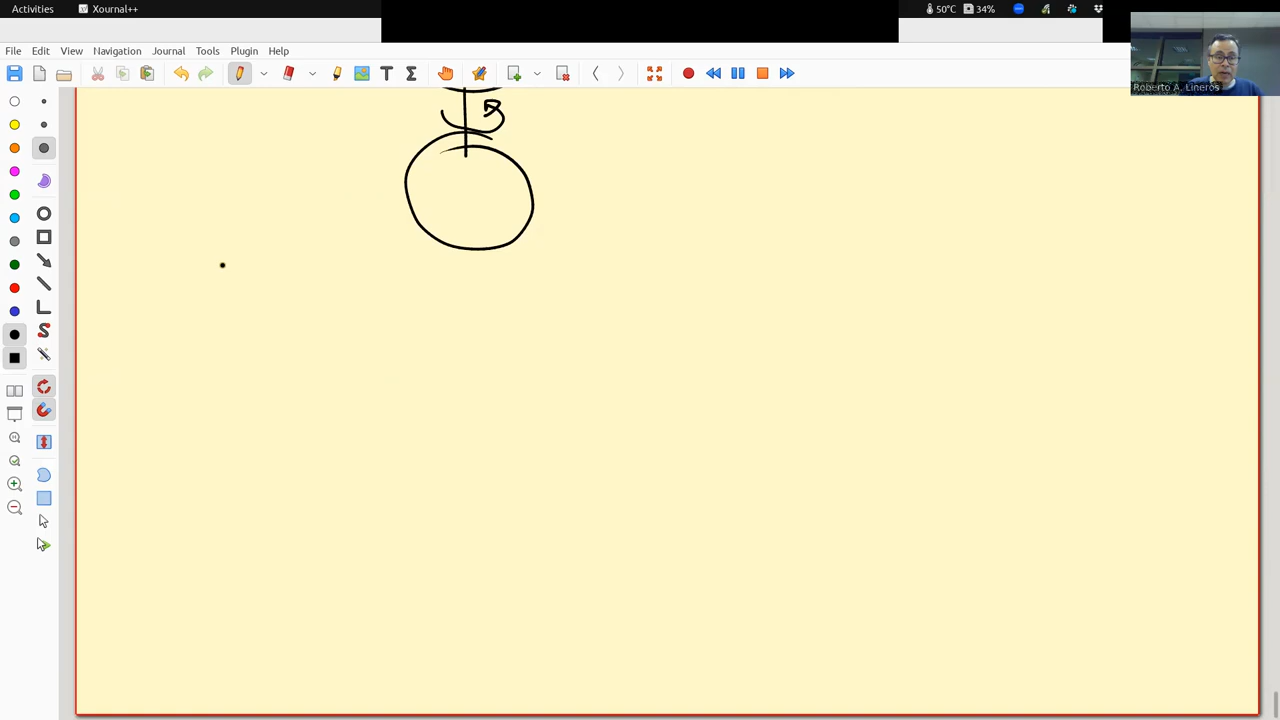 Activities Xournal++ 50°C 34%
File Edit View Navigation Journal Tools Plugin Help
Roberto A. Lineros